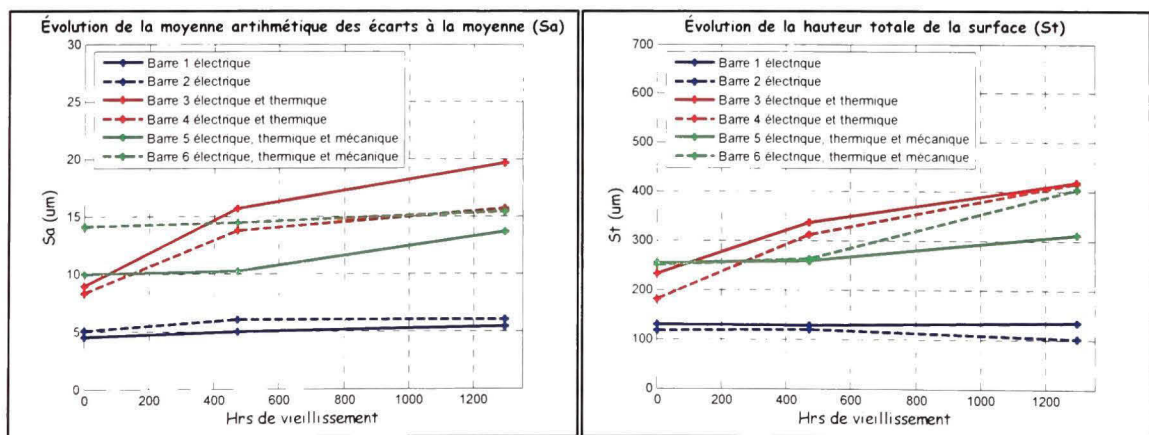 Évolution de la moyenne artihmétique des écarts à la moyenne (Sa)
30
25
20
15
10
5
0
Sa (um)
Barre 1 électrique
Barre 2 électrique
Barre 3 électrique et thermique
Barre 4 électrique et thermique
Barre 5 électrique, thermique et mécanique
Barre 6 électrique, thermique et mécanique
0 200 400 600 800 1000 1200
Hrs de vieillissement
Évolution de la hauteur totale de la surface (St)
700
600
500
400
300
200
100
0
St (um)
Barre 1 électrique
Barre 2 électrique
Barre 3 électrique et thermique
Barre 4 électrique et thermique
Barre 5 électrique, thermique et mécanique
Barre 6 électrique, thermique et mécanique
0 200 400 600 800 1000 1200
Hrs de vieillissement